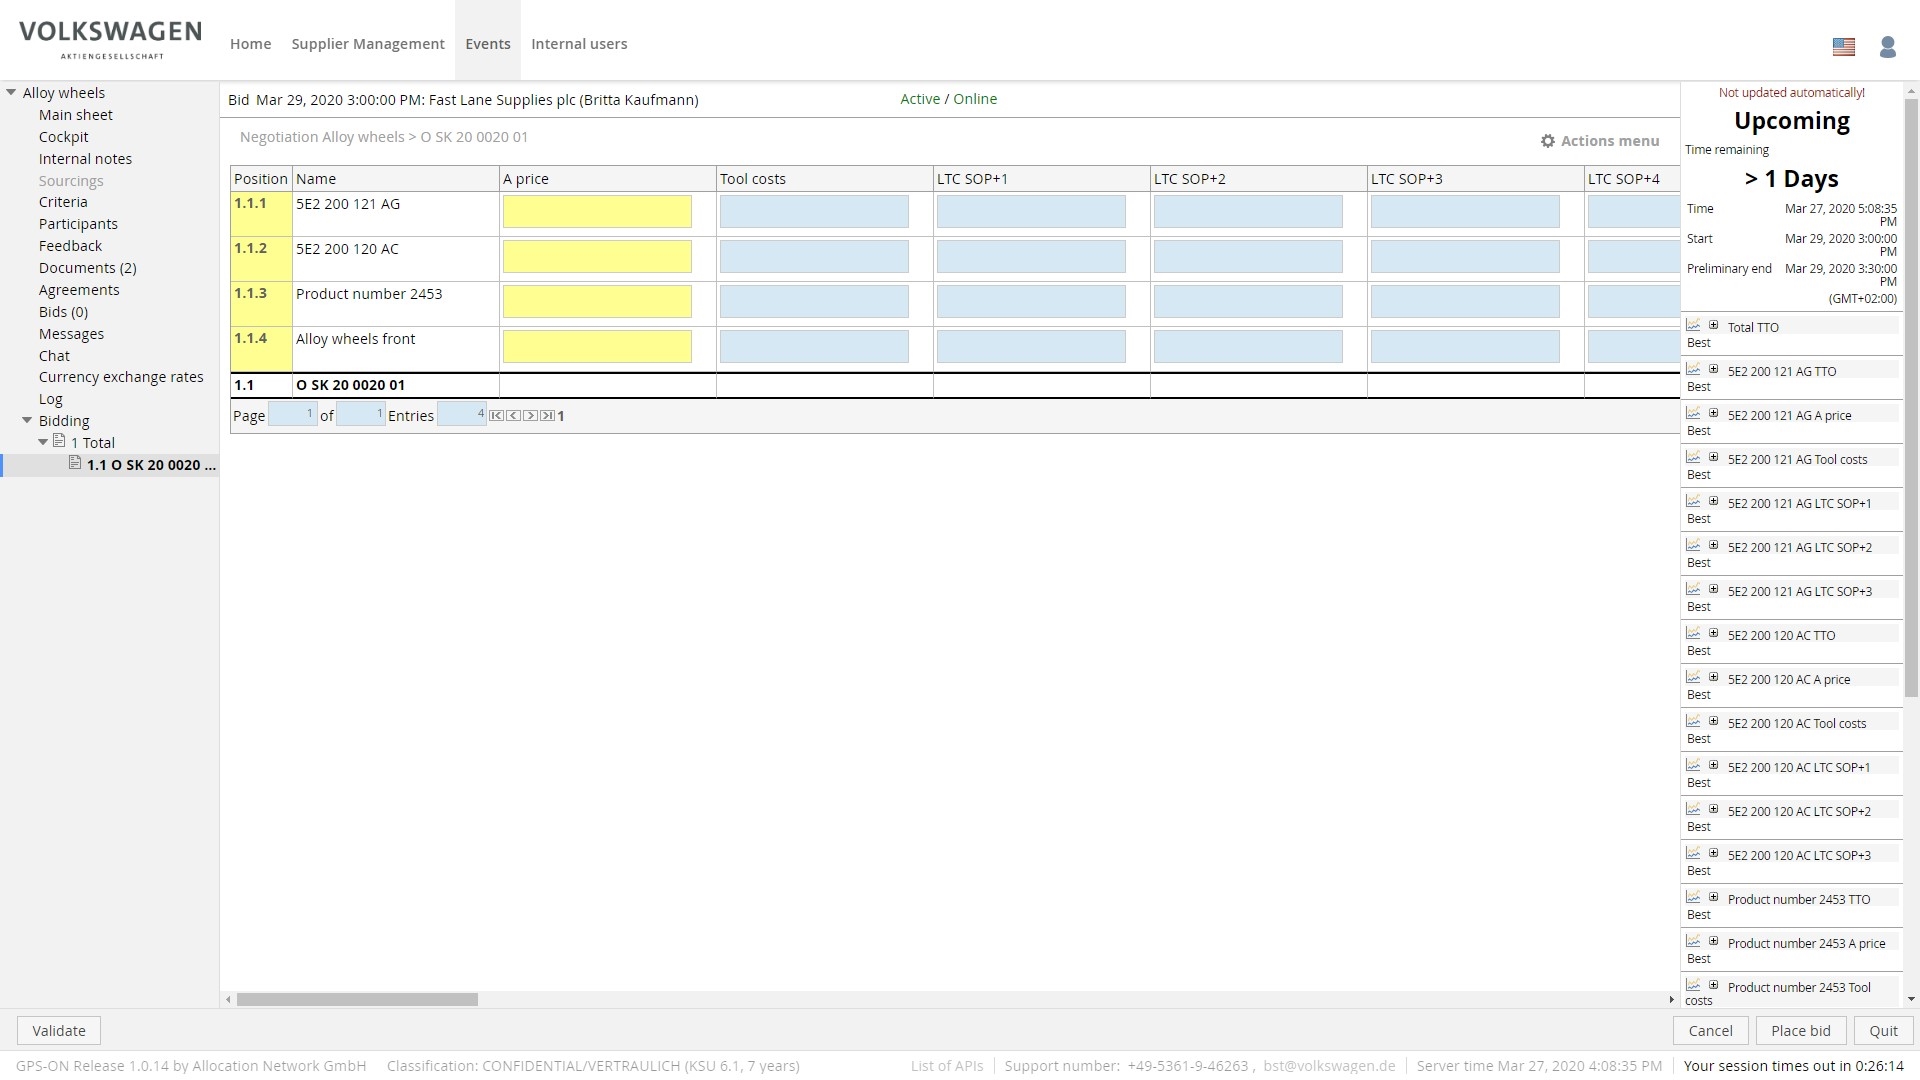 VOLKSWAGEN
AKTIENGESELLSCHAFT
Home Supplier Management Events Internal users
Alloy wheels
Main sheet
Cockpit
Internal notes
Sourcings
Criteria
Participants
Feedback
Documents (2)
Agreements
Bids (0)
Messages
Chat
Currency exchange rates
Log
Bidding
1 Total
1.1 O SK 20 0020 ...
Bid Mar 29, 2020 3:00:00 PM: Fast Lane Supplies plc (Britta Kaufmann) Active / Online
Negotiation Alloy wheels > O SK 20 0020 01
Actions menu
Position Name A price Tool costs LTC SOP+1 LTC SOP+2 LTC SOP+3 LTC SOP+4
1.1.1 5E2 200 121 AG
1.1.2 5E2 200 120 AC
1.1.3 Product number 2453
1.1.4 Alloy wheels front
1.1 O SK 20 0020 01
Page 1 of 1 Entries 4 1
Not updated automatically!
Upcoming
Time remaining
> 1 Days
Time Mar 27, 2020 5:08:35
PM
Start Mar 29, 2020 3:00:00
PM
Preliminary end Mar 29, 2020 3:30:00
PM
(GMT+02:00)
Total TTO
Best
5E2 200 121 AG TTO
Best
5E2 200 121 AG A price
Best
5E2 200 121 AG Tool costs
Best
5E2 200 121 AG LTC SOP+1
Best
5E2 200 121 AG LTC SOP+2
Best
5E2 200 121 AG LTC SOP+3
Best
5E2 200 120 AC TTO
Best
5E2 200 120 AC A price
Best
5E2 200 120 AC Tool costs
Best
5E2 200 120 AC LTC SOP+1
Best
5E2 200 120 AC LTC SOP+2
Best
5E2 200 120 AC LTC SOP+3
Best
Product number 2453 TTO
Best
Product number 2453 A price
Best
Product number 2453 Tool
costs
Validate Cancel Place bid Quit
GPS-ON Release 1.0.14 by Allocation Network GmbH Classification: CONFIDENTIAL/VERTRAULICH (KSU 6.1, 7 years) List of APIs Support number: +49-5361-9-46263 , bst@volkswagen.de Server time Mar 27, 2020 4:08:35 PM Your session times out in 0:26:14